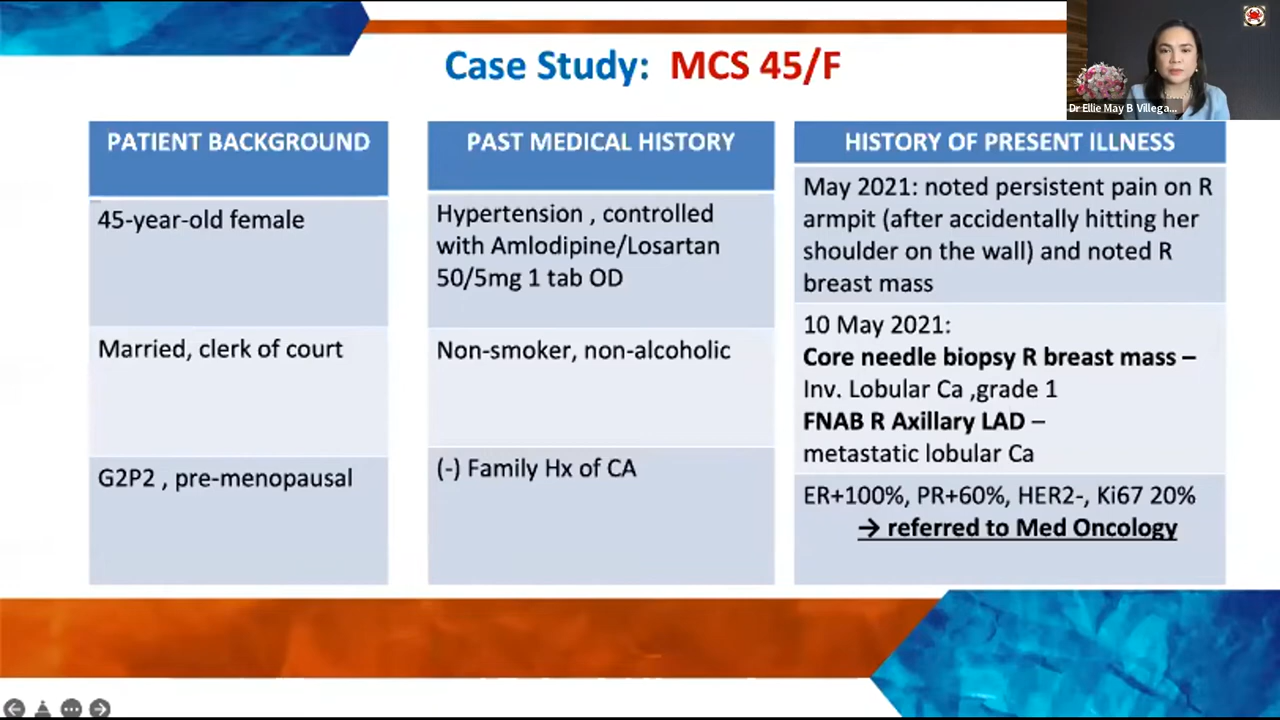 Case Study: MCS 45/F
Dr Ellie May B Villega...
PATIENT BACKGROUND
45-year-old female
Married, clerk of court
G2P2 , pre-menopausal
PAST MEDICAL HISTORY
Hypertension , controlled
with Amlodipine/Losartan
50/5mg 1 tab OD
Non-smoker, non-alcoholic
(-) Family Hx of CA
HISTORY OF PRESENT ILLNESS
May 2021: noted persistent pain on R
armpit (after accidentally hitting her
shoulder on the wall) and noted R
breast mass
10 May 2021:
Core needle biopsy R breast mass –
Inv. Lobular Ca ,grade 1
FNAB R Axillary LAD –
metastatic lobular Ca
ER+100%, PR+60%, HER2-, Ki67 20%
→ referred to Med Oncology